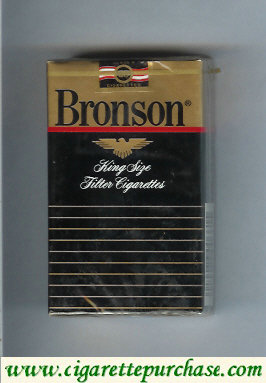 Bronson®
King Size
Filter Cigarettes
www.cigarettepurchase.com